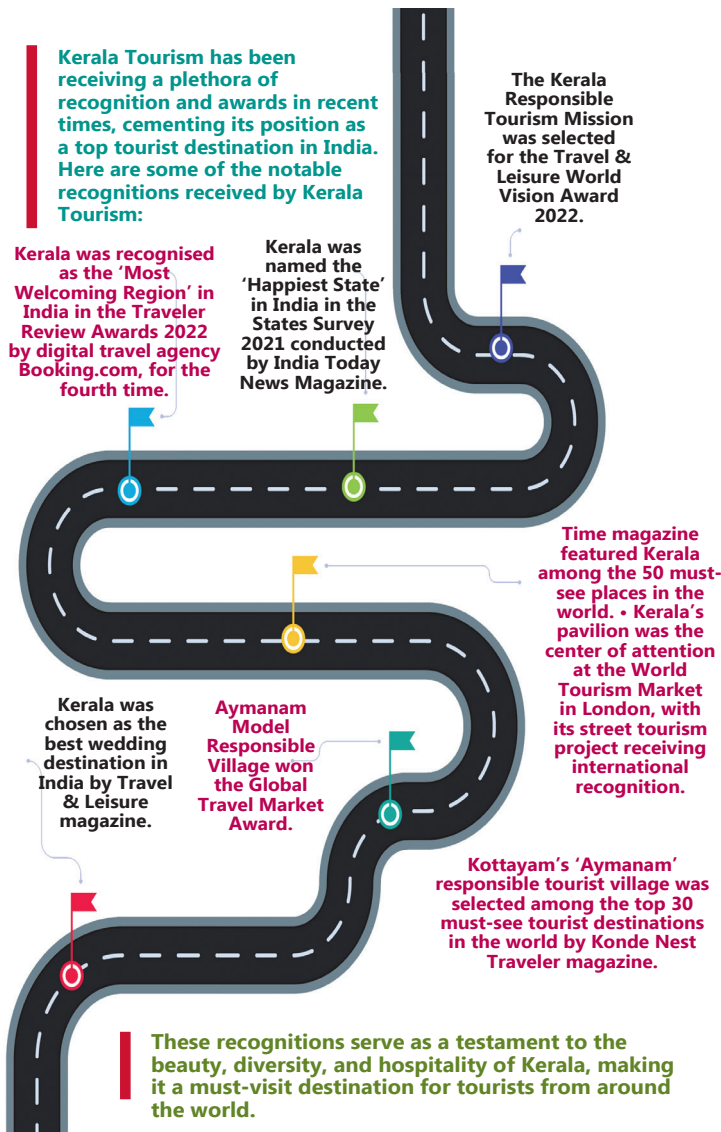 Kerala Tourism has been
receiving a plethora of
recognition and awards in recent
times, cementing its position as
a top tourist destination in India.
Here are some of the notable
recognitions received by Kerala
Tourism:
The Kerala
Responsible
Tourism Mission
was selected
for the Travel &
Leisure World
Vision Award
2022.
Kerala was recognised
as the ‘Most
Welcoming Region’ in
India in the Traveler
Review Awards 2022
by digital travel agency
Booking.com, for the
fourth time.
Kerala was
named the
‘Happiest State’
in India in the
States Survey
2021 conducted
by India Today
News Magazine.
Time magazine
featured Kerala
among the 50 must-
see places in the
world. • Kerala’s
pavilion was the
center of attention
at the World
Tourism Market
in London, with
its street tourism
project receiving
international
recognition.
Kerala was
chosen as the
best wedding
destination in
India by Travel
& Leisure
magazine.
Aymanam
Model
Responsible
Village won
the Global
Travel Market
Award.
Kottayam’s ‘Aymanam’
responsible tourist village was
selected among the top 30
must-see tourist destinations
in the world by Konde Nest
Traveler magazine.
These recognitions serve as a testament to the
beauty, diversity, and hospitality of Kerala, making
it a must-visit destination for tourists from around
the world.